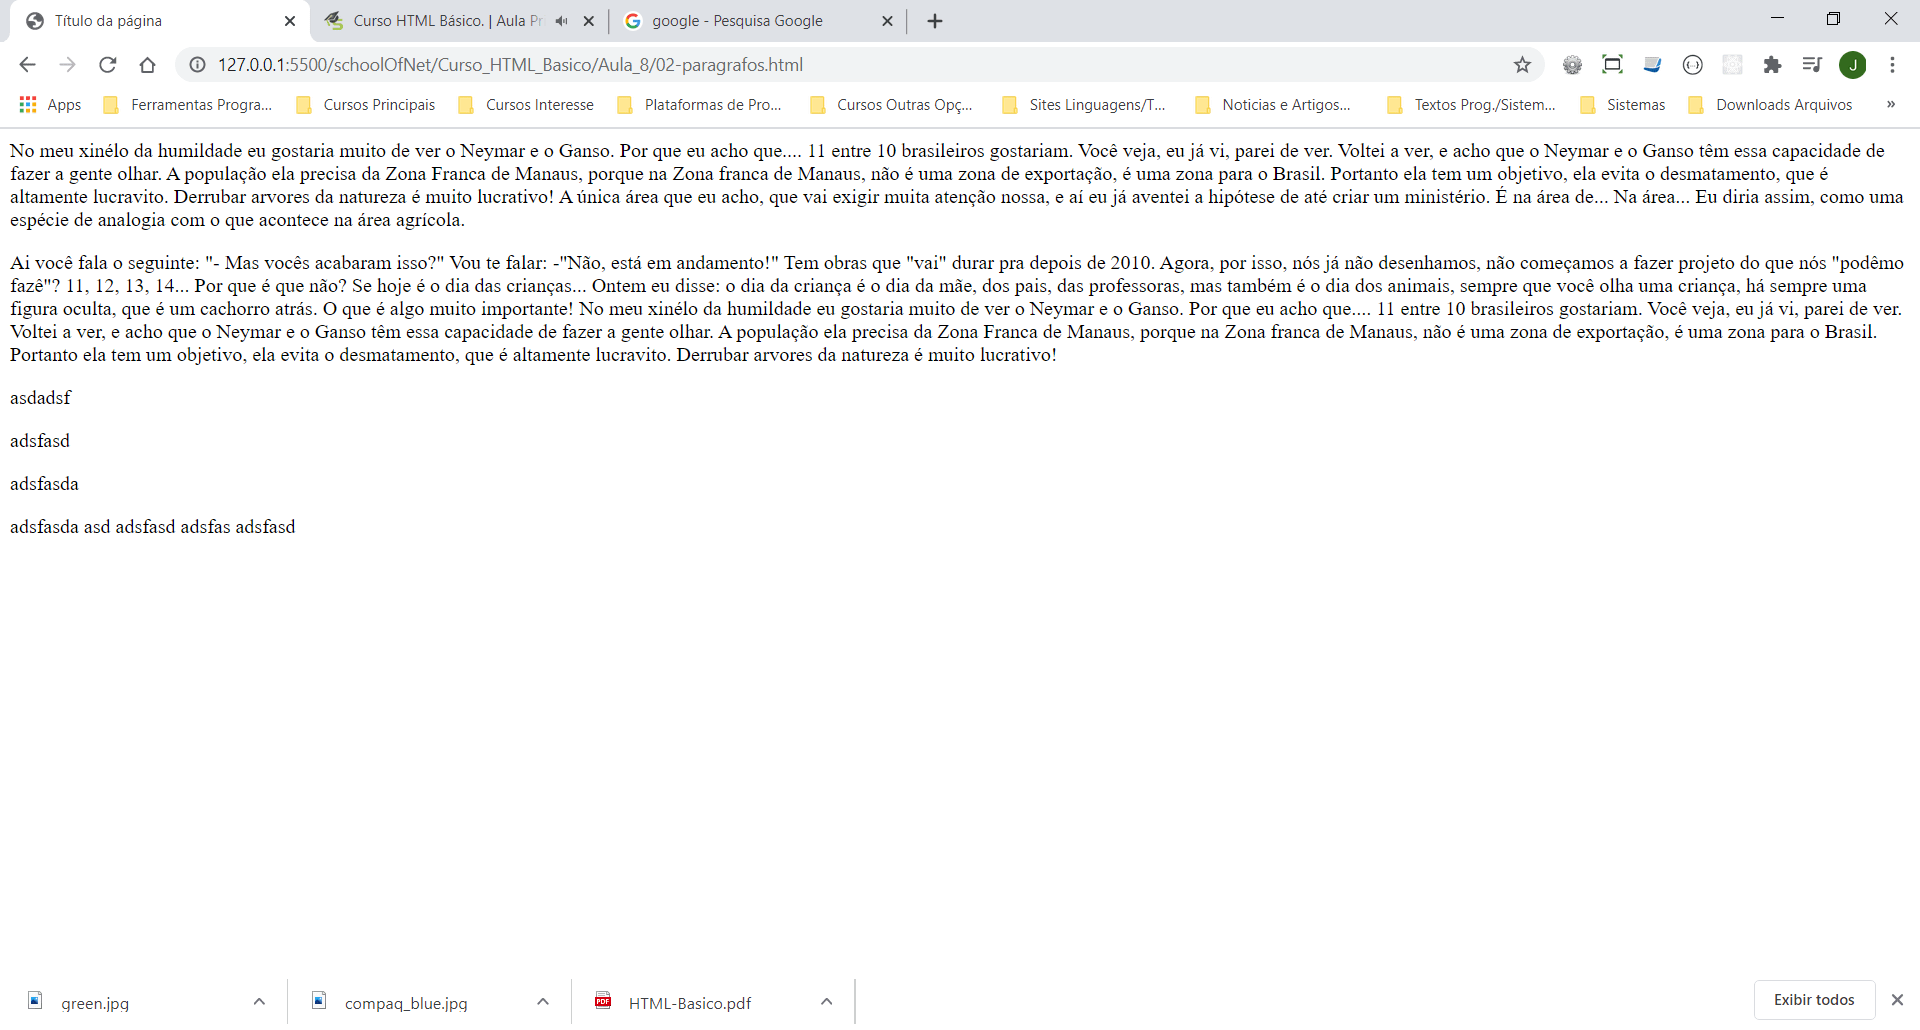 Título da página
Curso HTML Básico. | Aula Pr
google - Pesquisa Google
127.0.0.1:5500/schoolOfNet/Curso_HTML_Basico/Aula_8/02-paragrafos.html
J
Apps
Ferramentas Progra...
Cursos Principais
Cursos Interesse
Plataformas de Pro...
Cursos Outras Opç...
Sites Linguagens/T...
Noticias e Artigos...
Textos Prog./Sistem...
Sistemas
Downloads Arquivos
»
No meu xinélo da humildade eu gostaria muito de ver o Neymar e o Ganso. Por que eu acho que.... 11 entre 10 brasileiros gostariam. Você veja, eu já vi, parei de ver. Voltei a ver, e acho que o Neymar e o Ganso têm essa capacidade de
fazer a gente olhar. A população ela precisa da Zona Franca de Manaus, porque na Zona franca de Manaus, não é uma zona de exportação, é uma zona para o Brasil. Portanto ela tem um objetivo, ela evita o desmatamento, que é
altamente lucravito. Derrubar arvores da natureza é muito lucrativo! A única área que eu acho, que vai exigir muita atenção nossa, e aí eu já aventei a hipótese de até criar um ministério. É na área de... Na área... Eu diria assim, como uma
espécie de analogia com o que acontece na área agrícola.
Ai você fala o seguinte: "- Mas vocês acabaram isso?" Vou te falar: -"Não, está em andamento!" Tem obras que "vai" durar pra depois de 2010. Agora, por isso, nós já não desenhamos, não começamos a fazer projeto do que nós "podêmo
fazê"? 11, 12, 13, 14... Por que é que não? Se hoje é o dia das crianças... Ontem eu disse: o dia da criança é o dia da mãe, dos pais, das professoras, mas também é o dia dos animais, sempre que você olha uma criança, há sempre uma
figura oculta, que é um cachorro atrás. O que é algo muito importante! No meu xinélo da humildade eu gostaria muito de ver o Neymar e o Ganso. Por que eu acho que.... 11 entre 10 brasileiros gostariam. Você veja, eu já vi, parei de ver.
Voltei a ver, e acho que o Neymar e o Ganso têm essa capacidade de fazer a gente olhar. A população ela precisa da Zona Franca de Manaus, porque na Zona franca de Manaus, não é uma zona de exportação, é uma zona para o Brasil.
Portanto ela tem um objetivo, ela evita o desmatamento, que é altamente lucravito. Derrubar arvores da natureza é muito lucrativo!
asdadsf
adsfasd
adsfasda
adsfasda asd adsfasd adsfas adsfasd
green.jpg
compaq_blue.jpg
PDF
HTML-Basico.pdf
Exibir todos